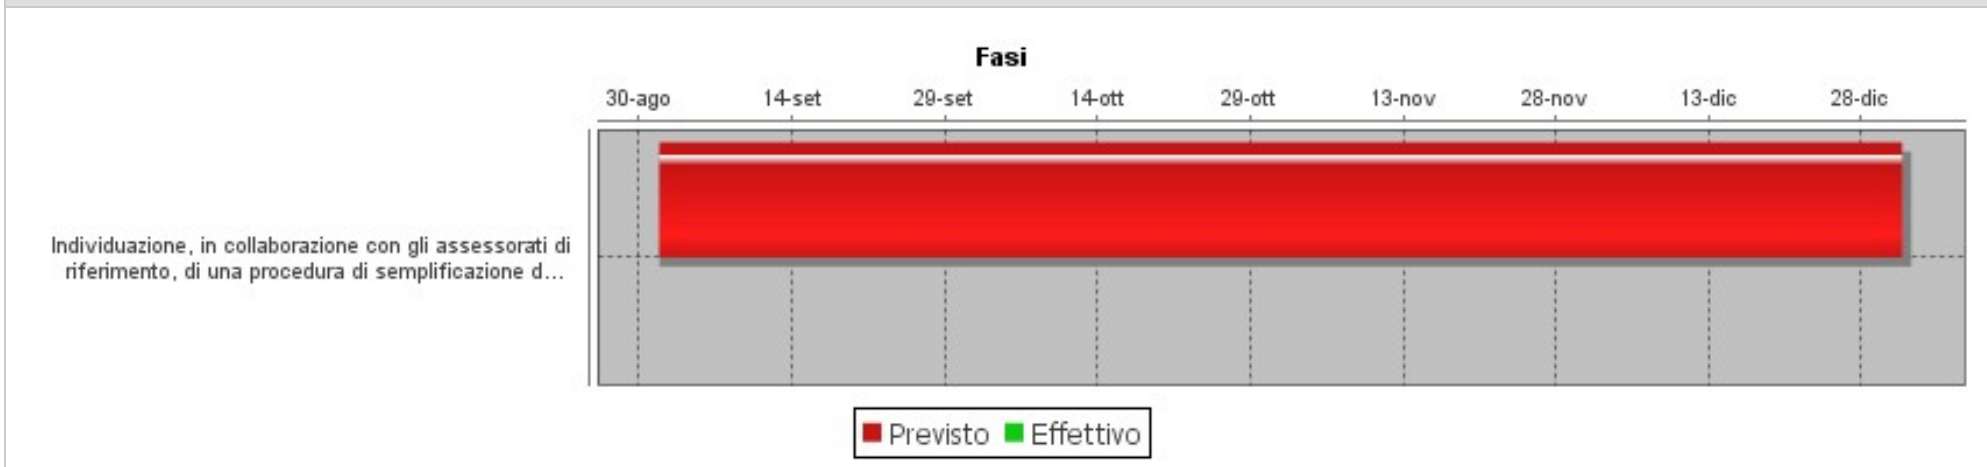 Fasi
30-ago 14-set 29-set 14-ott 29-ott 13-nov 28-nov 13-dic 28-dic
Individuazione, in collaborazione con gli assessorati di
riferimento, di una procedura di semplificazione d...
Previsto Effettivo